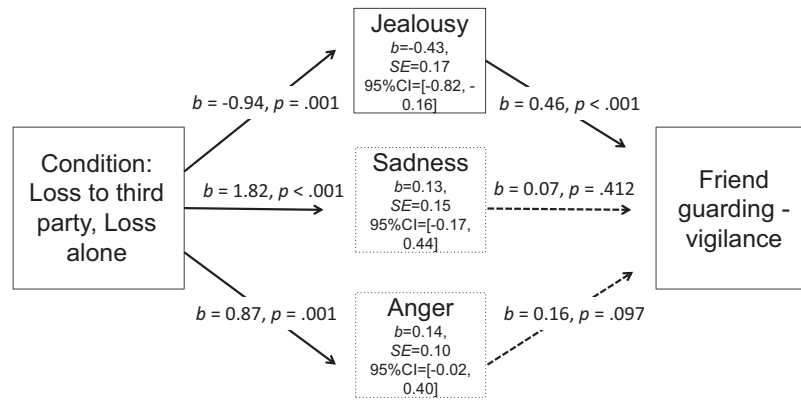 Jealousy
b=-0.43,
SE=0.17
95%CI=[-0.82, -
0.16]
b = -0.94, p = .001
b = 0.46, p < .001
Condition:
Loss to third
party, Loss
alone
b = 1.82, p < .001
Sadness
b=0.13,
SE=0.15
95%CI=[-0.17,
0.44]
b = 0.07, p = .412
Friend
guarding -
vigilance
b = 0.87, p = .001
Anger
b=0.14,
SE=0.10
95%CI=[-0.02,
0.40]
b = 0.16, p = .097